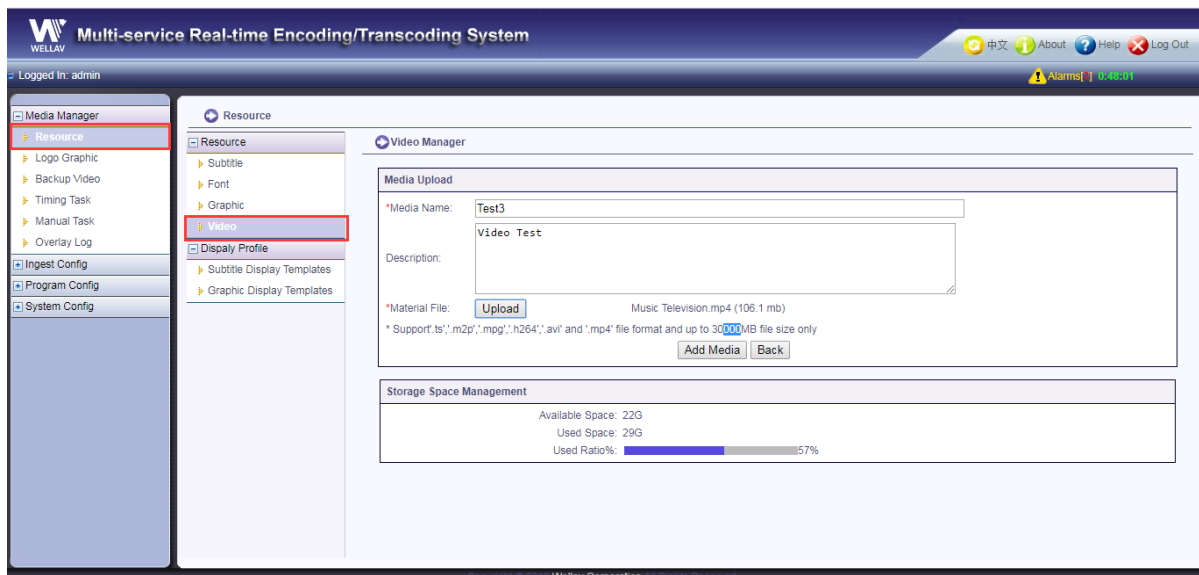 WELLAV
Multi-service Real-time Encoding/Transcoding System
中文 About Help Log Out
Logged In: admin
Alarms[ ] 0:48:01
Media Manager
Resource
Logo Graphic
Backup Video
Timing Task
Manual Task
Overlay Log
Ingest Config
Program Config
System Config
Resource
Resource
Subtitle
Font
Graphic
Video
Dispaly Profile
Subtitle Display Templates
Graphic Display Templates
Video Manager
Media Upload
*Media Name: Test3
Description: Video Test
*Material File: Upload Music Television.mp4 (106.1 mb)
* Support'.ts','.m2p','.mpg','.h264','.avi' and '.mp4' file format and up to 30000MB file size only
Add Media Back
Storage Space Management
Available Space: 22G
Used Space: 29G
Used Ratio%: 57%
Wellav Corporation